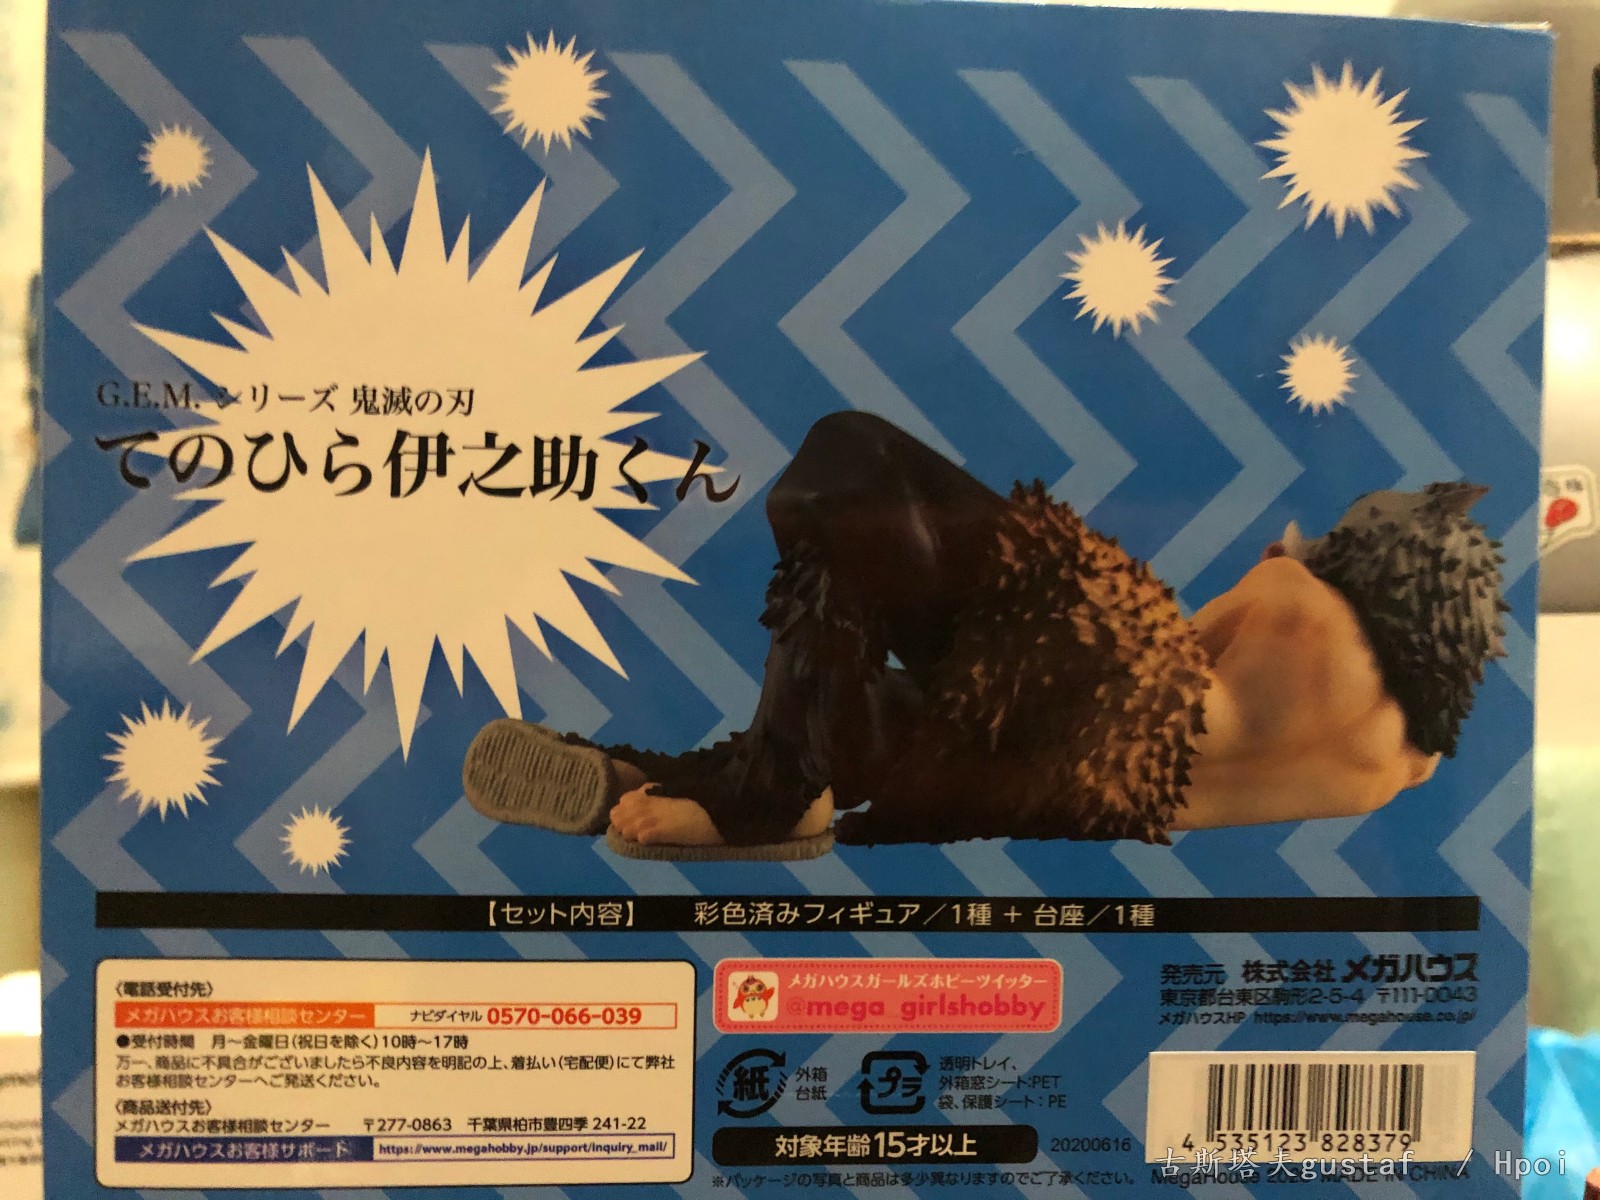 G.E.M.シリーズ 鬼滅の刃
てのひら伊之助くん
【セット内容】 彩色済みフィギュア／1種 + 台座／1種
〈電話受付先〉
メガハウスお客様相談センター ナビダイヤル 0570-066-039
●受付時間 月〜金曜日(祝日を除く)10時〜17時
万一、商品に不具合がございましたら不良内容を明記の上、着払い(宅配便)にて弊社
お客様相談センターへご発送ください。
〈商品送付先〉
メガハウスお客様相談センター 〒277-0863 千葉県柏市豊四季 241-22
メガハウスお客様サポート https://www.megahobby.jp/support/inquiry_mail/
メガハウスガールズホビーツイッター
@mega_girlshobby
紙 外箱
台紙
プラ 透明トレイ、
外箱窓シート:PET
袋、保護シート:PE
対象年齢15才以上 20200616
※パッケージの写真と商品は多少異なりますのでご了承ください。
発売元 株式会社 メガハウス
東京都台東区駒形2-5-4 〒111-0043
メガハウスHP https://www.megahouse.co.jp/
4 535123 828379
MegaHouse 2020 MADE IN CHINA
古斯塔夫gustaf / Hpoi